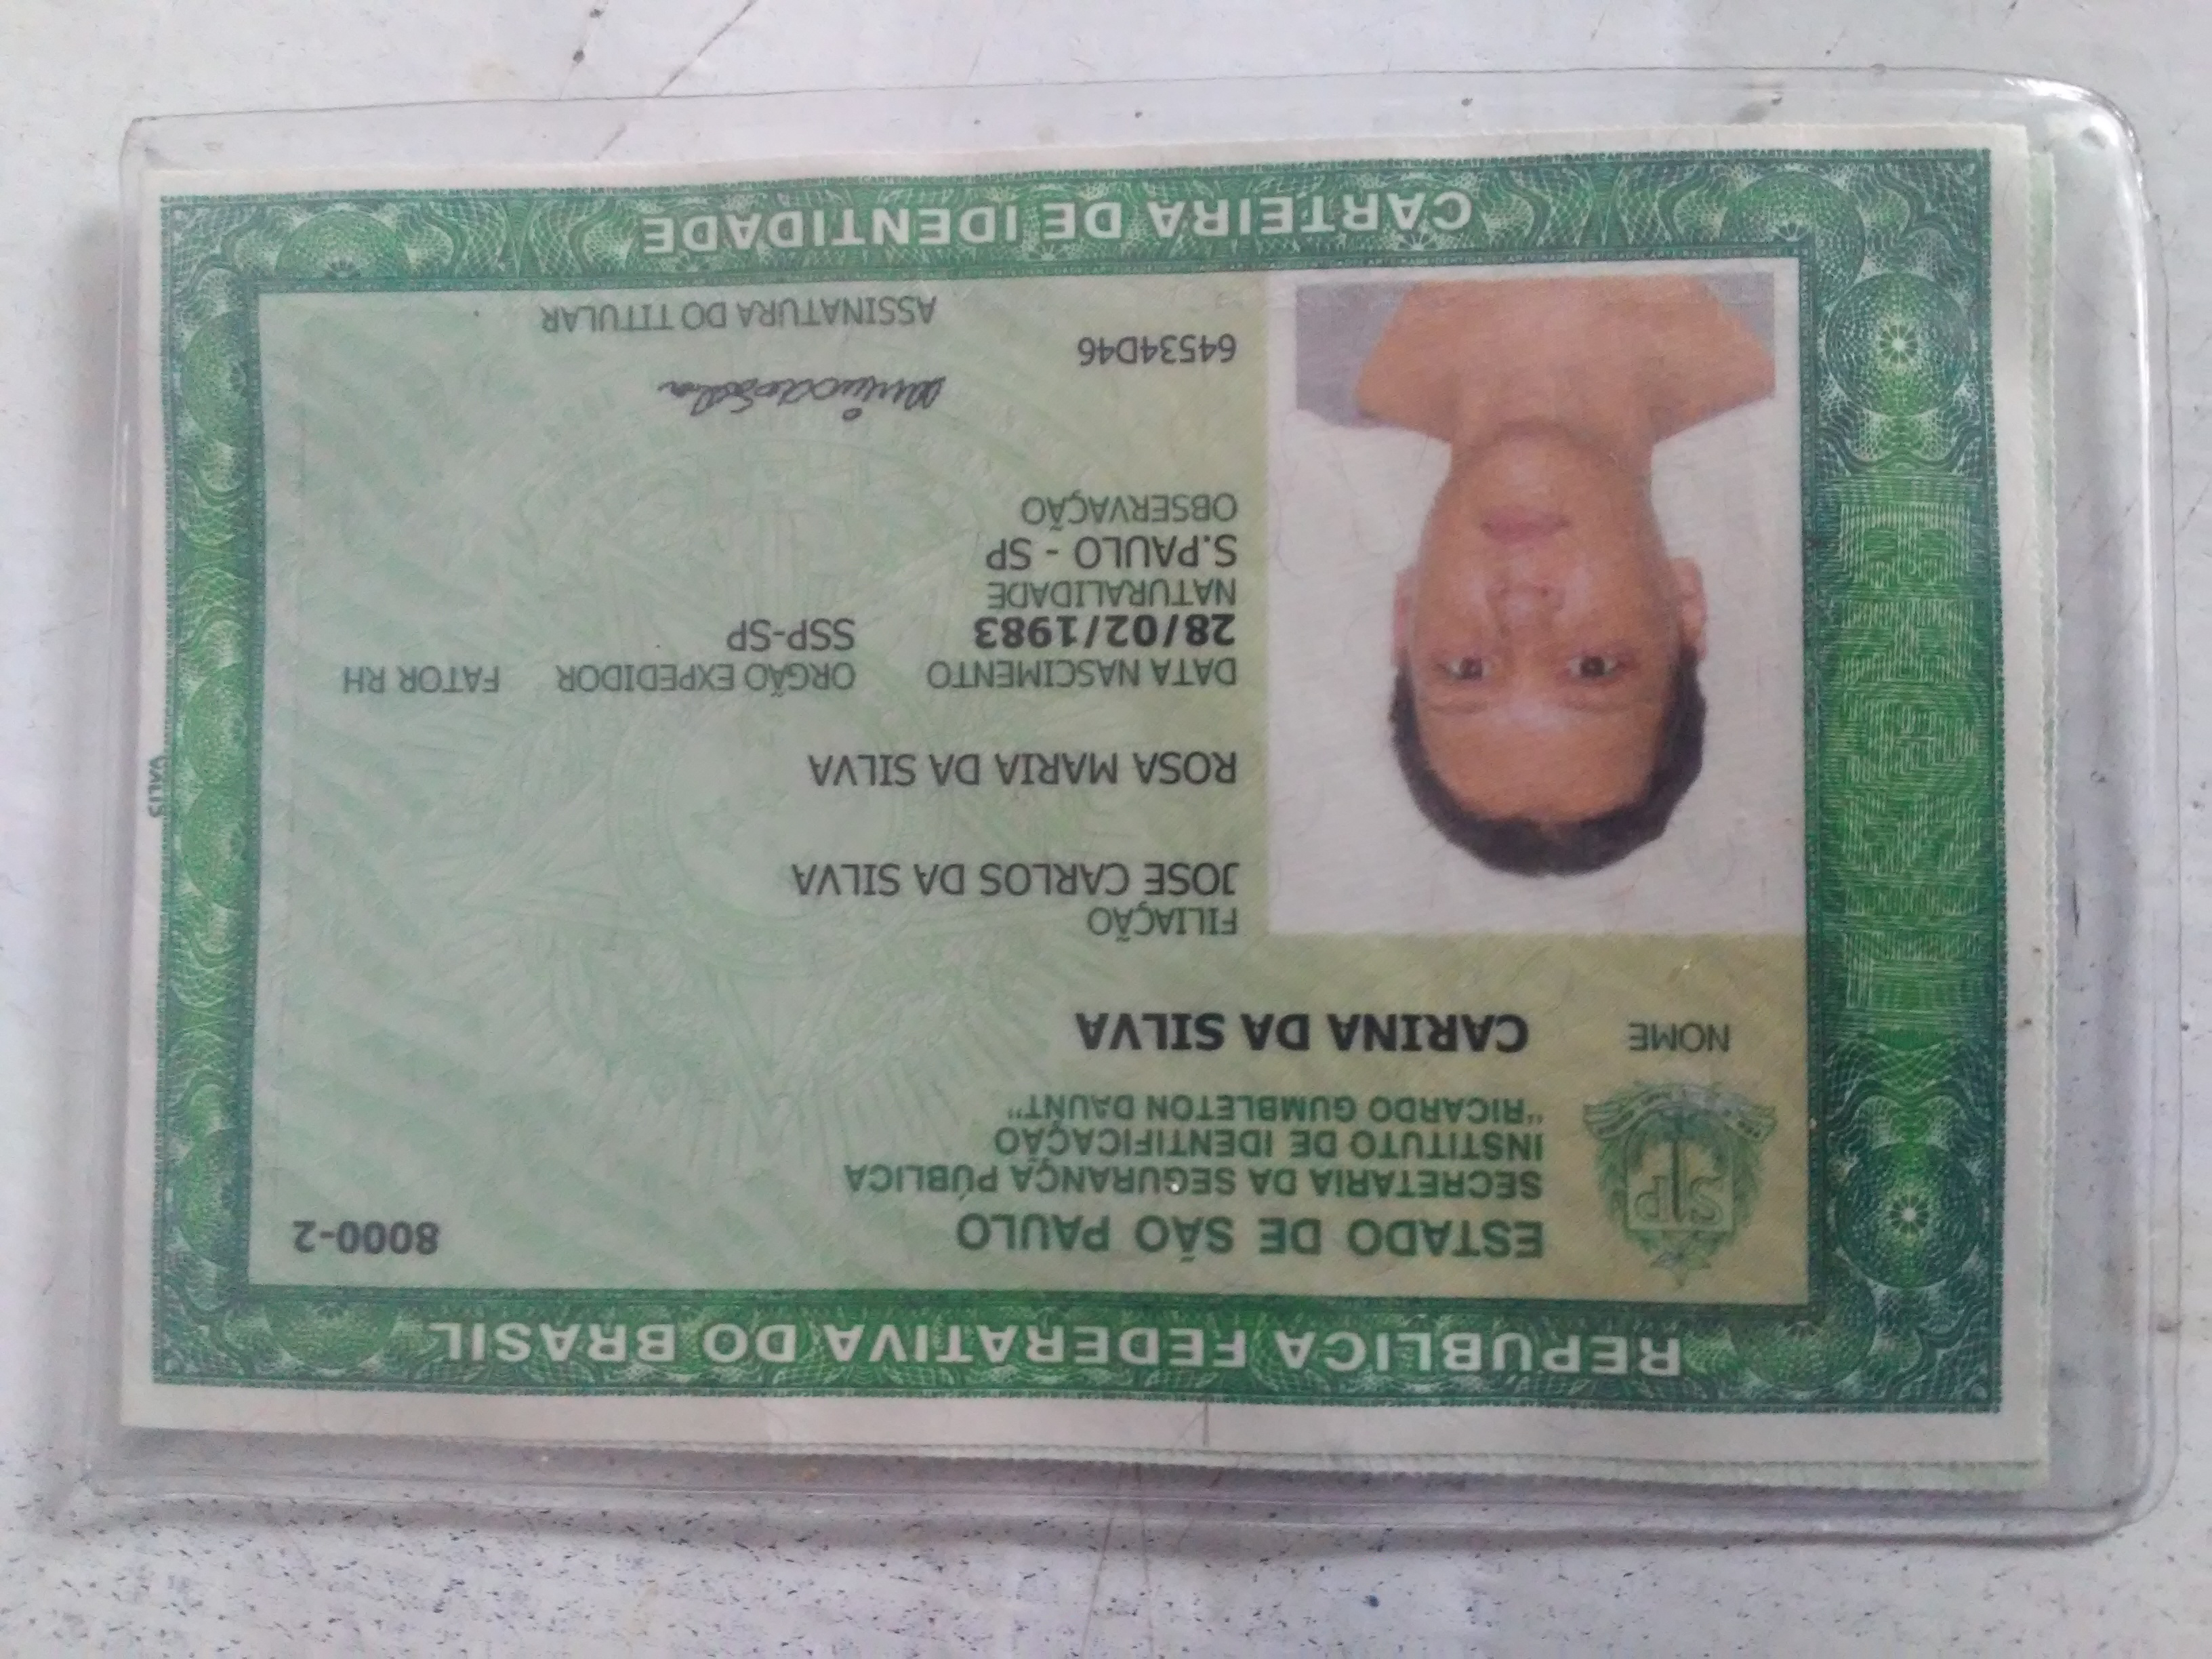 REPÚBLICA FEDERATIVA DO BRASIL
ESTADO DE SÃO PAULO
8000-2
SECRETARIA DA SEGURANÇA PÚBLICA
INSTITUTO DE IDENTIFICAÇÃO
"RICARDO GUMBLETON DAUNT"
NOME CARINA DA SILVA
FILIAÇÃO
JOSE CARLOS DA SILVA
ROSA MARIA DA SILVA
DATA NASCIMENTO ORGÃO EXPEDIDOR FATOR RH
28/02/1983 SSP-SP
NATURALIDADE
S.PAULO - SP
OBSERVAÇÃO
64534D46
ASSINATURA DO TITULAR
CARTEIRA DE IDENTIDADE